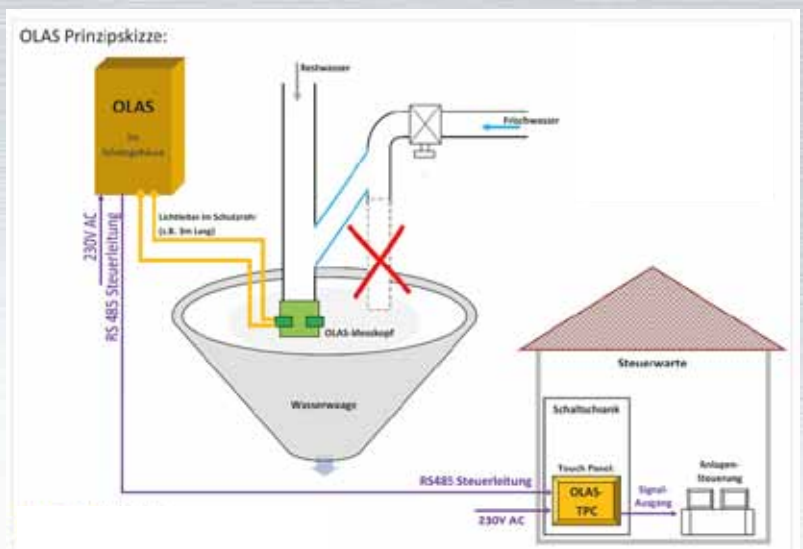 OLAS Prinzipskizze:
Restwasser
OLAS
Im
Schutzgehäuse
Frischwasser
230V AC
RS 485 Steuerleitung
Lichtleiter im Schutzrohr
(z.B. 3m lang)
OLAS-Messkopf
Wasserwaage
Steuerwarte
Schaltschrank
Touch Panel:
OLAS-
TPC
Signal-
Ausgang
Anlagen-
Steuerung
RS485 Steuerleitung
230V AC